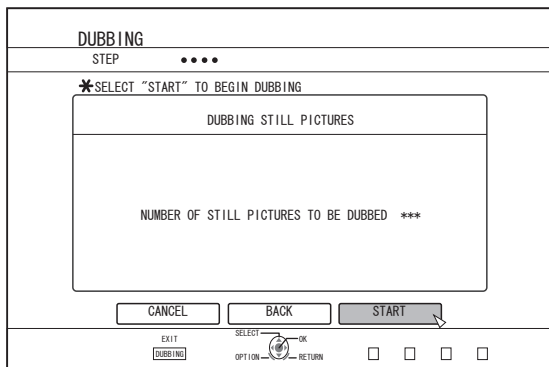 DUBBING
STEP
✱SELECT "START" TO BEGIN DUBBING
DUBBING STILL PICTURES
NUMBER OF STILL PICTURES TO BE DUBBED ***
CANCEL BACK START
EXIT
DUBBING
SELECT OK
OPTION RETURN